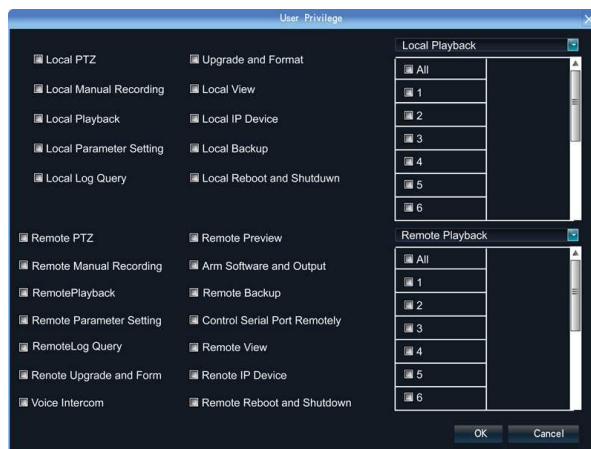 User Privilege
Local PTZ
Upgrade and Format
Local Manual Recording
Local View
Local Playback
Local IP Device
Local Parameter Setting
Local Backup
Local Log Query
Local Reboot and Shutduwn
Local Playback
All
1
2
3
4
5
6
Remote PTZ
Remote Preview
Remote Manual Recording
Arm Software and Output
RemotePlayback
Remote Backup
Remote Parameter Setting
Control Serial Port Remotely
RemoteLog Query
Remote View
Renote Upgrade and Form
Renote IP Device
Voice Intercom
Remote Reboot and Shutdown
Remote Playback
All
1
2
3
4
5
6
OK
Cancel